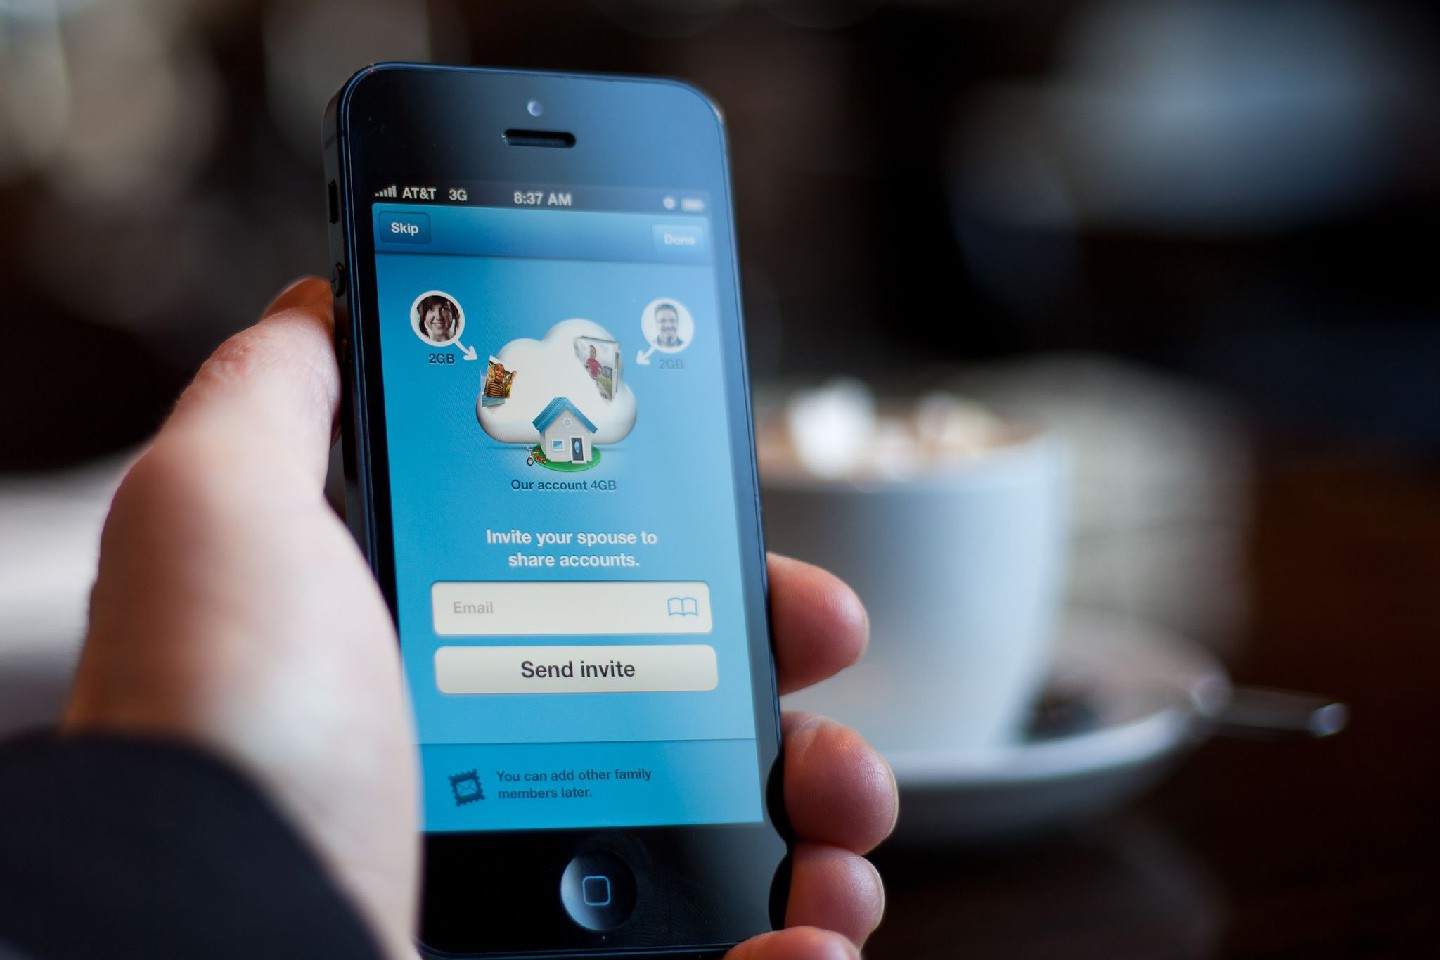 AT&T 3G 8:37 AM
Skip
Done
2GB
2GB
Our account 4GB
Invite your spouse to
share accounts.
Email
Send invite
You can add other family
members later.